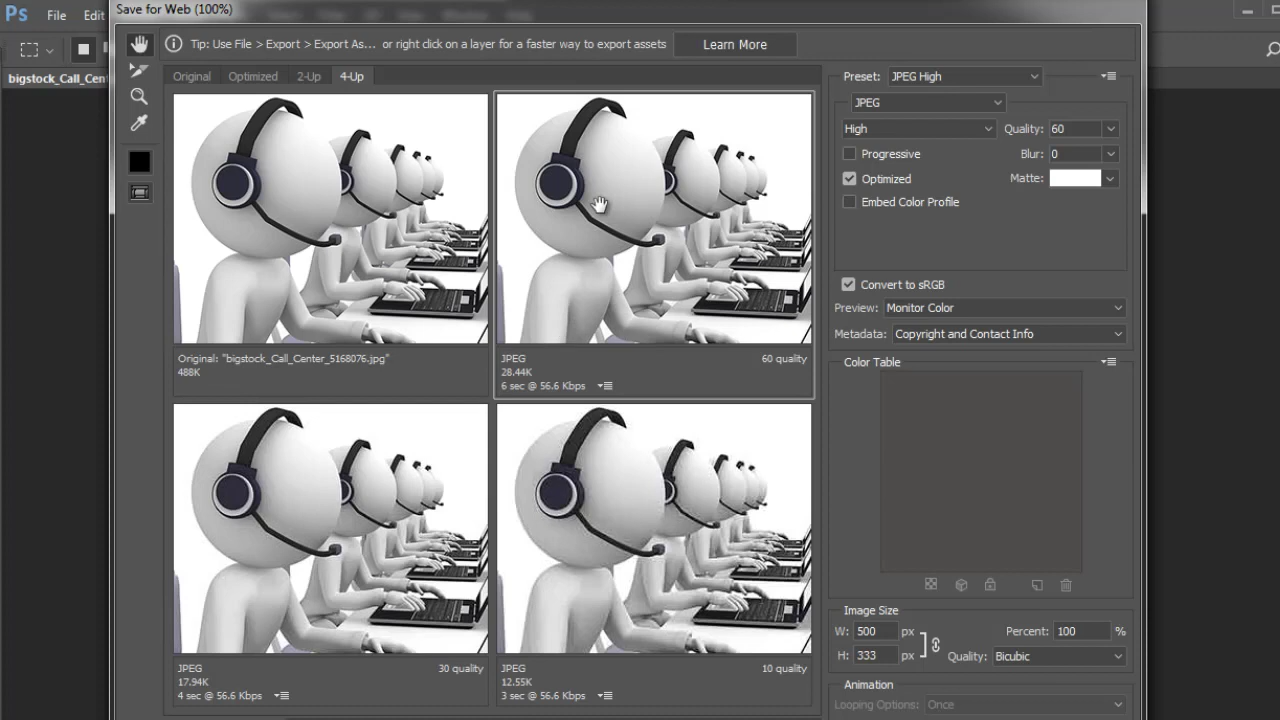 Save for Web (100%)
Ps File Edit
Tip: Use File > Export > Export As... or right click on a layer for a faster way to export assets
Learn More
bigstock_Call_Cent
Original Optimized 2-Up 4-Up
Preset: JPEG High
JPEG
High Quality: 60
Progressive Blur: 0
Optimized Matte:
Embed Color Profile
Convert to sRGB
Preview: Monitor Color
Metadata: Copyright and Contact Info
Original: "bigstock_Call_Center_5168076.jpg"
488K
JPEG 60 quality
28.44K
6 sec @ 56.6 Kbps
Color Table
JPEG 30 quality
17.94K
4 sec @ 56.6 Kbps
JPEG 10 quality
12.55K
3 sec @ 56.6 Kbps
Image Size
W: 500 px Percent: 100 %
H: 333 px Quality: Bicubic
Animation
Looping Options: Once